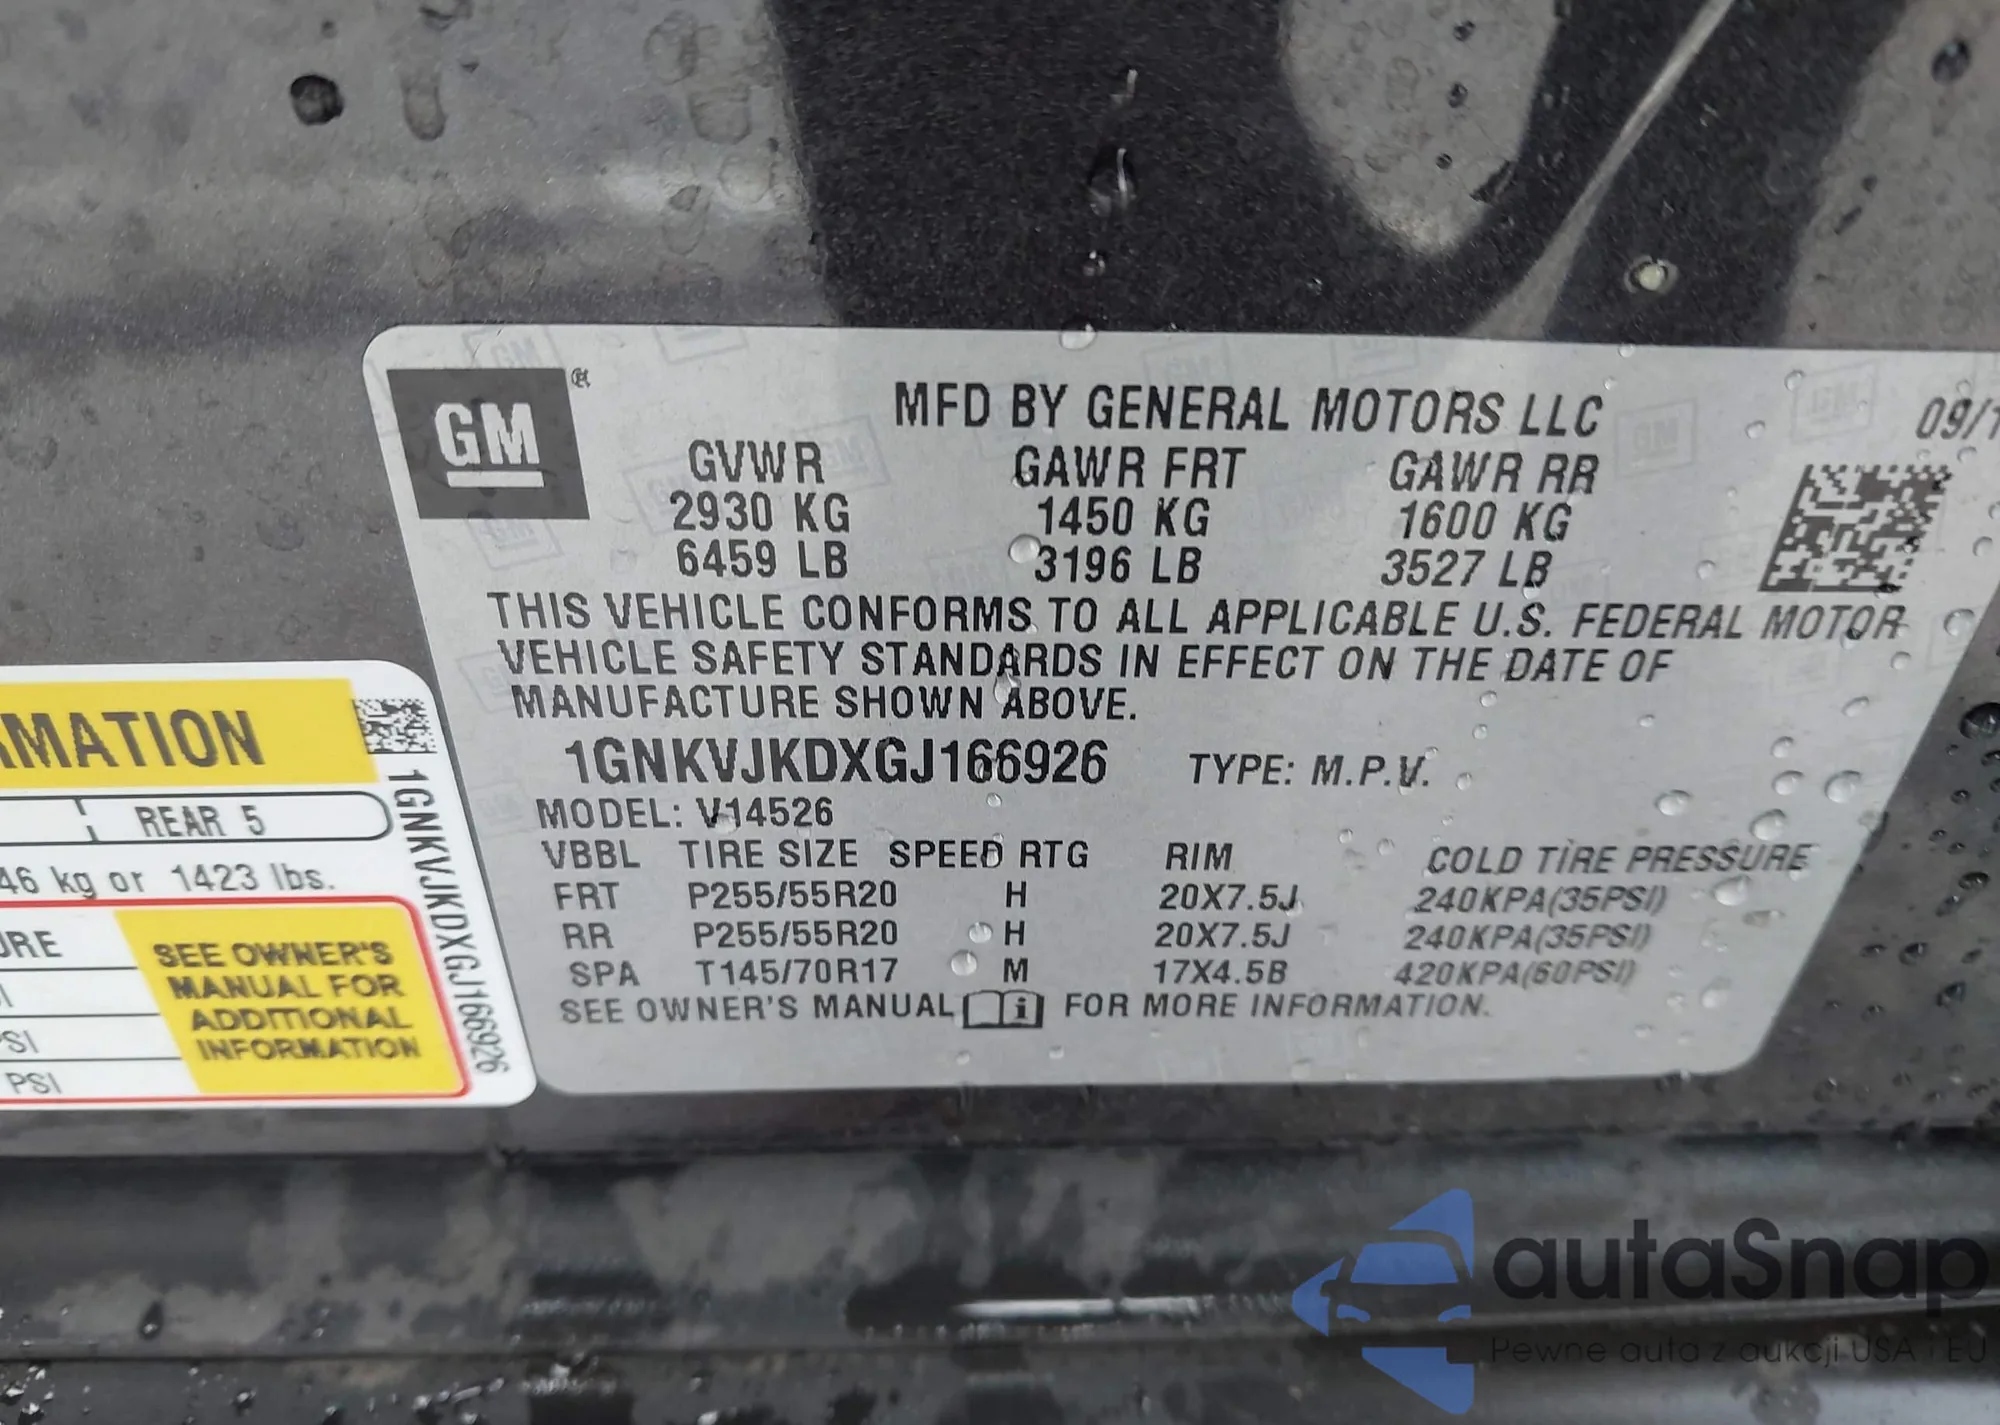 GM
MFD BY GENERAL MOTORS LLC
09/1
GVWR GAWR FRT GAWR RR
2930 KG 1450 KG 1600 KG
6459 LB 3196 LB 3527 LB
THIS VEHICLE CONFORMS TO ALL APPLICABLE U.S. FEDERAL MOTOR
VEHICLE SAFETY STANDARDS IN EFFECT ON THE DATE OF
MANUFACTURE SHOWN ABOVE.
1GNKVJKDXGJ166926 TYPE: M.P.V.
MODEL: V14526
VBBL TIRE SIZE SPEED RTG RIM COLD TIRE PRESSURE
FRT P255/55R20 H 20X7.5J 240KPA(35PSI)
RR P255/55R20 H 20X7.5J 240KPA(35PSI)
SPA T145/70R17 M 17X4.5B 420KPA(60PSI)
SEE OWNER'S MANUAL i FOR MORE INFORMATION.
RMATION
REAR 5
46 kg or 1423 lbs.
URE
SI
PSI
SEE OWNER'S
MANUAL FOR
ADDITIONAL
INFORMATION
1GNKVJKDXGJ166926
autaSnap
Pewne auta z aukcji USA i EU